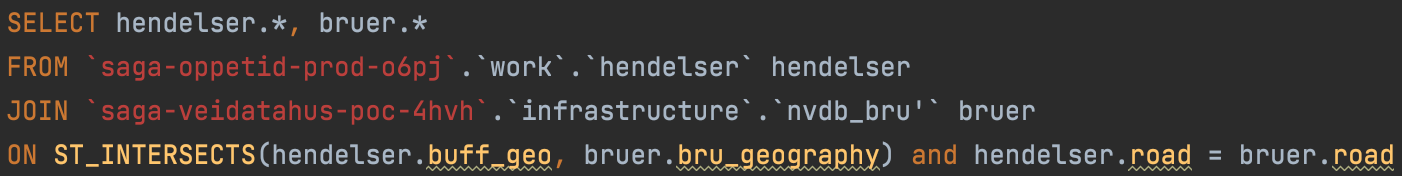 SELECT hendelser.*, bruer.*
FROM `saga-oppetid-prod-o6pj`.`work`.`hendelser` hendelser
JOIN `saga-veidatahus-poc-4hvh`.`infrastructure`.`nvdb_bru'` bruer
ON ST_INTERSECTS(hendelser.buff_geo, bruer.bru_geography) and hendelser.road = bruer.road